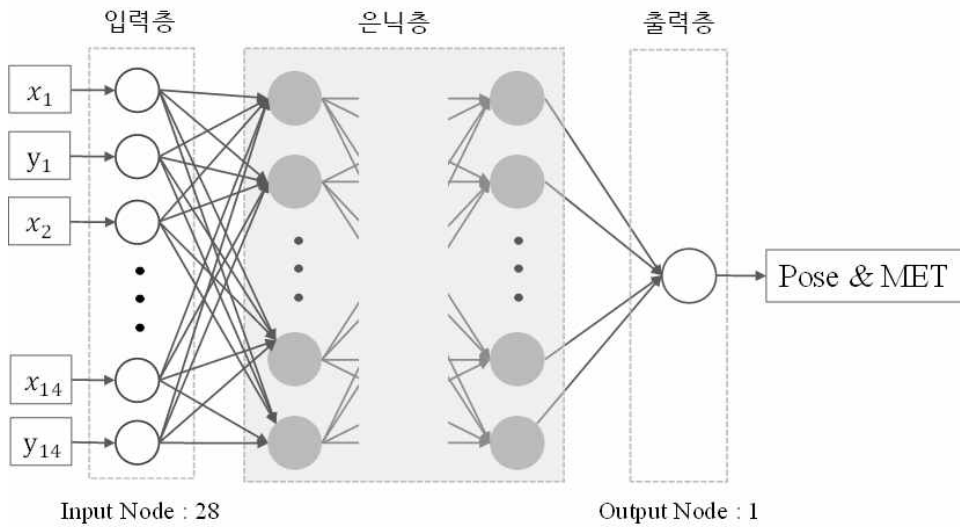 입력층
은닉층
출력층
x1
y1
x2
x14
y14
Pose & MET
Input Node : 28
Output Node : 1